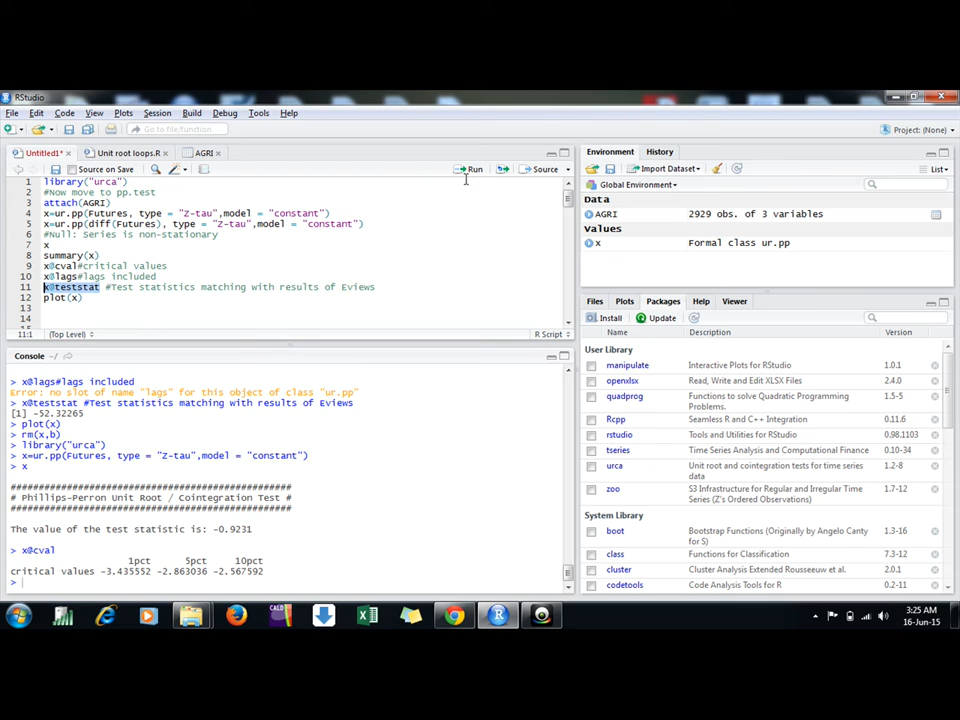 RStudio
File Edit Code View Plots Session Build Debug Tools Help
Go to file/function
Project: (None)
Untitled1* × Unit root loops.R × AGRI ×
Source on Save
Run
Source
1 library("urca")
2 #Now move to pp.test
3 attach(AGRI)
4 x=ur.pp(Futures, type = "Z-tau",model = "constant")
5 x=ur.pp(diff(Futures), type = "Z-tau",model = "constant")
6 #Null: Series is non-stationary
7 x
8 summary(x)
9 x@cval#critical values
10 x@lags#lags included
11 x@teststat #Test statistics matching with results of Eviews
12 plot(x)
13
14
11:1 (Top Level) R Script
Console ~/
> x@lags#lags included
Error: no slot of name "lags" for this object of class "ur.pp"
> x@teststat #Test statistics matching with results of Eviews
[1] -52.32265
> plot(x)
> rm(x,b)
> library("urca")
> x=ur.pp(Futures, type = "Z-tau",model = "constant")
> x
##################################################
# Phillips-Perron Unit Root / Cointegration Test #
##################################################
The value of the test statistic is: -0.9231
> x@cval
1pct 5pct 10pct
critical values -3.435552 -2.863036 -2.567592
>
Environment History
Import Dataset
List
Global Environment
Data
AGRI 2929 obs. of 3 variables
Values
x Formal class ur.pp
Files Plots Packages Help Viewer
Install Update
Name Description Version
User Library
manipulate Interactive Plots for RStudio 1.0.1
openxlsx Read, Write and Edit XLSX Files 2.4.0
quadprog Functions to solve Quadratic Programming Problems. 1.5-5
Rcpp Seamless R and C++ Integration 0.11.6
rstudio Tools and Utilities for RStudio 0.98.1103
tseries Time Series Analysis and Computational Finance 0.10-34
urca Unit root and cointegration tests for time series data 1.2-8
zoo S3 Infrastructure for Regular and Irregular Time Series (Z's Ordered Observations) 1.7-12
System Library
boot Bootstrap Functions (Originally by Angelo Canty for S) 1.3-16
class Functions for Classification 7.3-12
cluster Cluster Analysis Extended Rousseeuw et al. 2.0.1
codetools Code Analysis Tools for R 0.2-11
CALD
3:25 AM
16-Jun-15